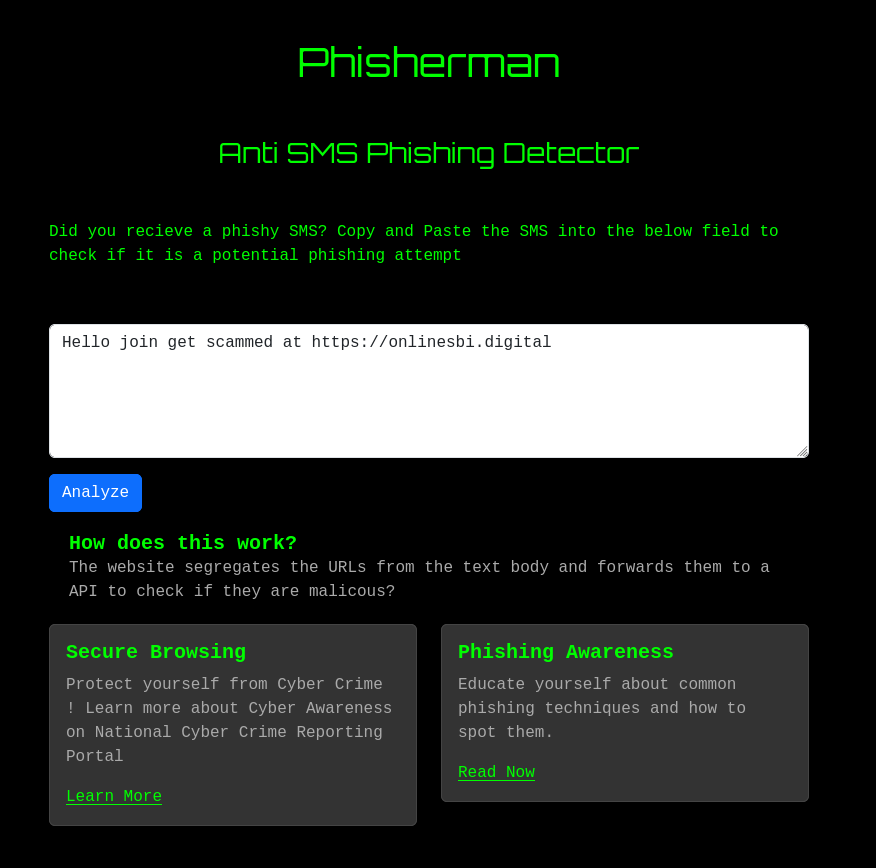 Phisherman
Anti SMS Phishing Detector
Did you recieve a phishy SMS? Copy and Paste the SMS into the below field to
check if it is a potential phishing attempt
Hello join get scammed at https://onlinesbi.digital
Analyze
How does this work?
The website segregates the URLs from the text body and forwards them to a
API to check if they are malicous?
Secure Browsing
Protect yourself from Cyber Crime
! Learn more about Cyber Awareness
on National Cyber Crime Reporting
Portal
Learn More
Phishing Awareness
Educate yourself about common
phishing techniques and how to
spot them.
Read Now